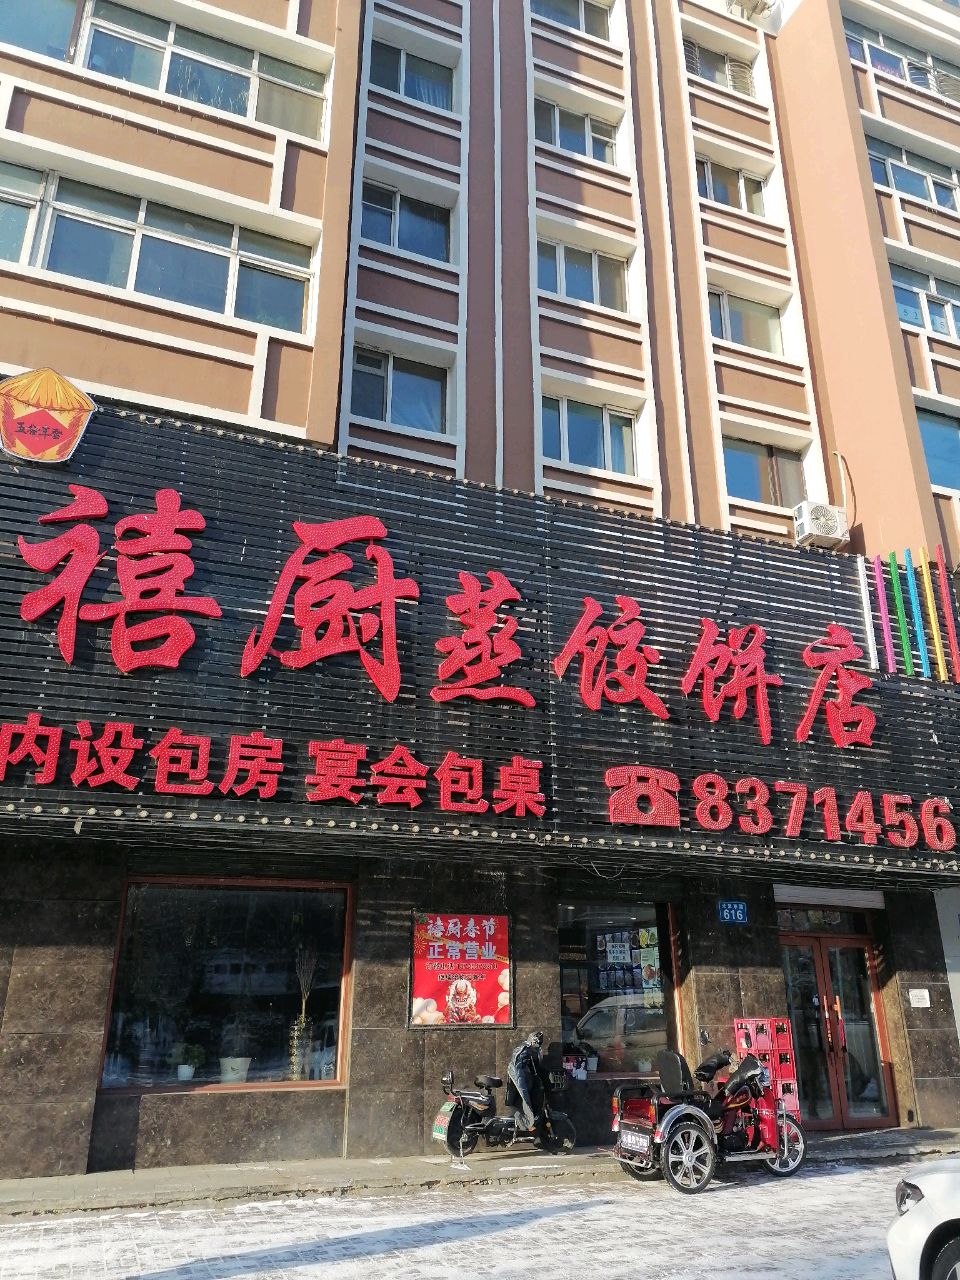 五谷丰登
禧厨蒸饺饼店
内设包房 宴会包桌 ☎8371456
616
禧厨春节
正常营业